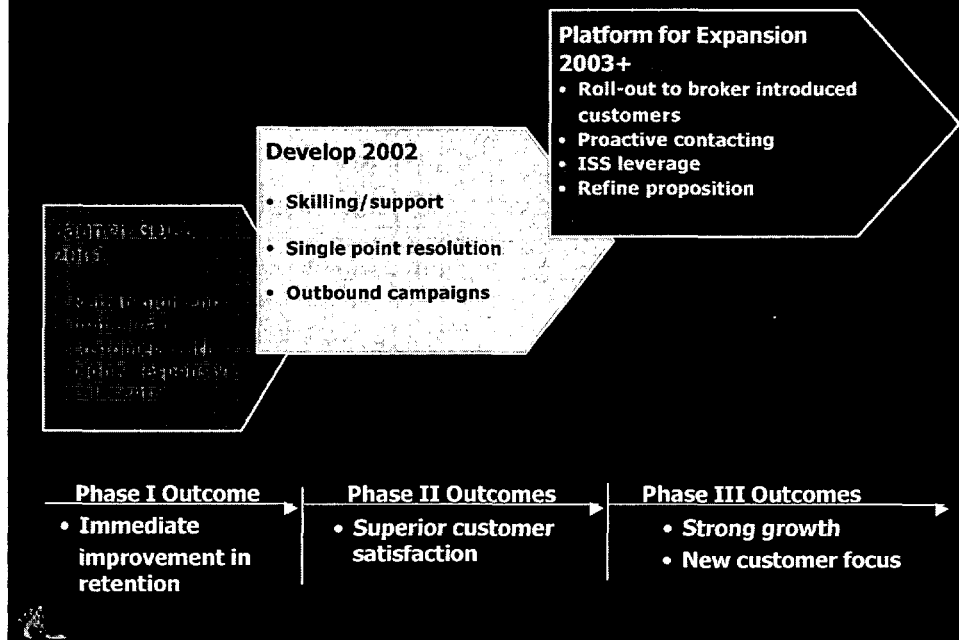 Platform for Expansion
2003+
• Roll-out to broker introduced
customers
• Proactive contacting
• ISS leverage
• Refine proposition
Develop 2002
• Skilling/support
• Single point resolution
• Outbound campaigns
Phase I Outcome
• Immediate
improvement in
retention
Phase II Outcomes
• Superior customer
satisfaction
Phase III Outcomes
• Strong growth
• New customer focus